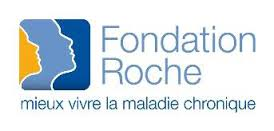 Fondation
Roche
mieux vivre la maladie chronique